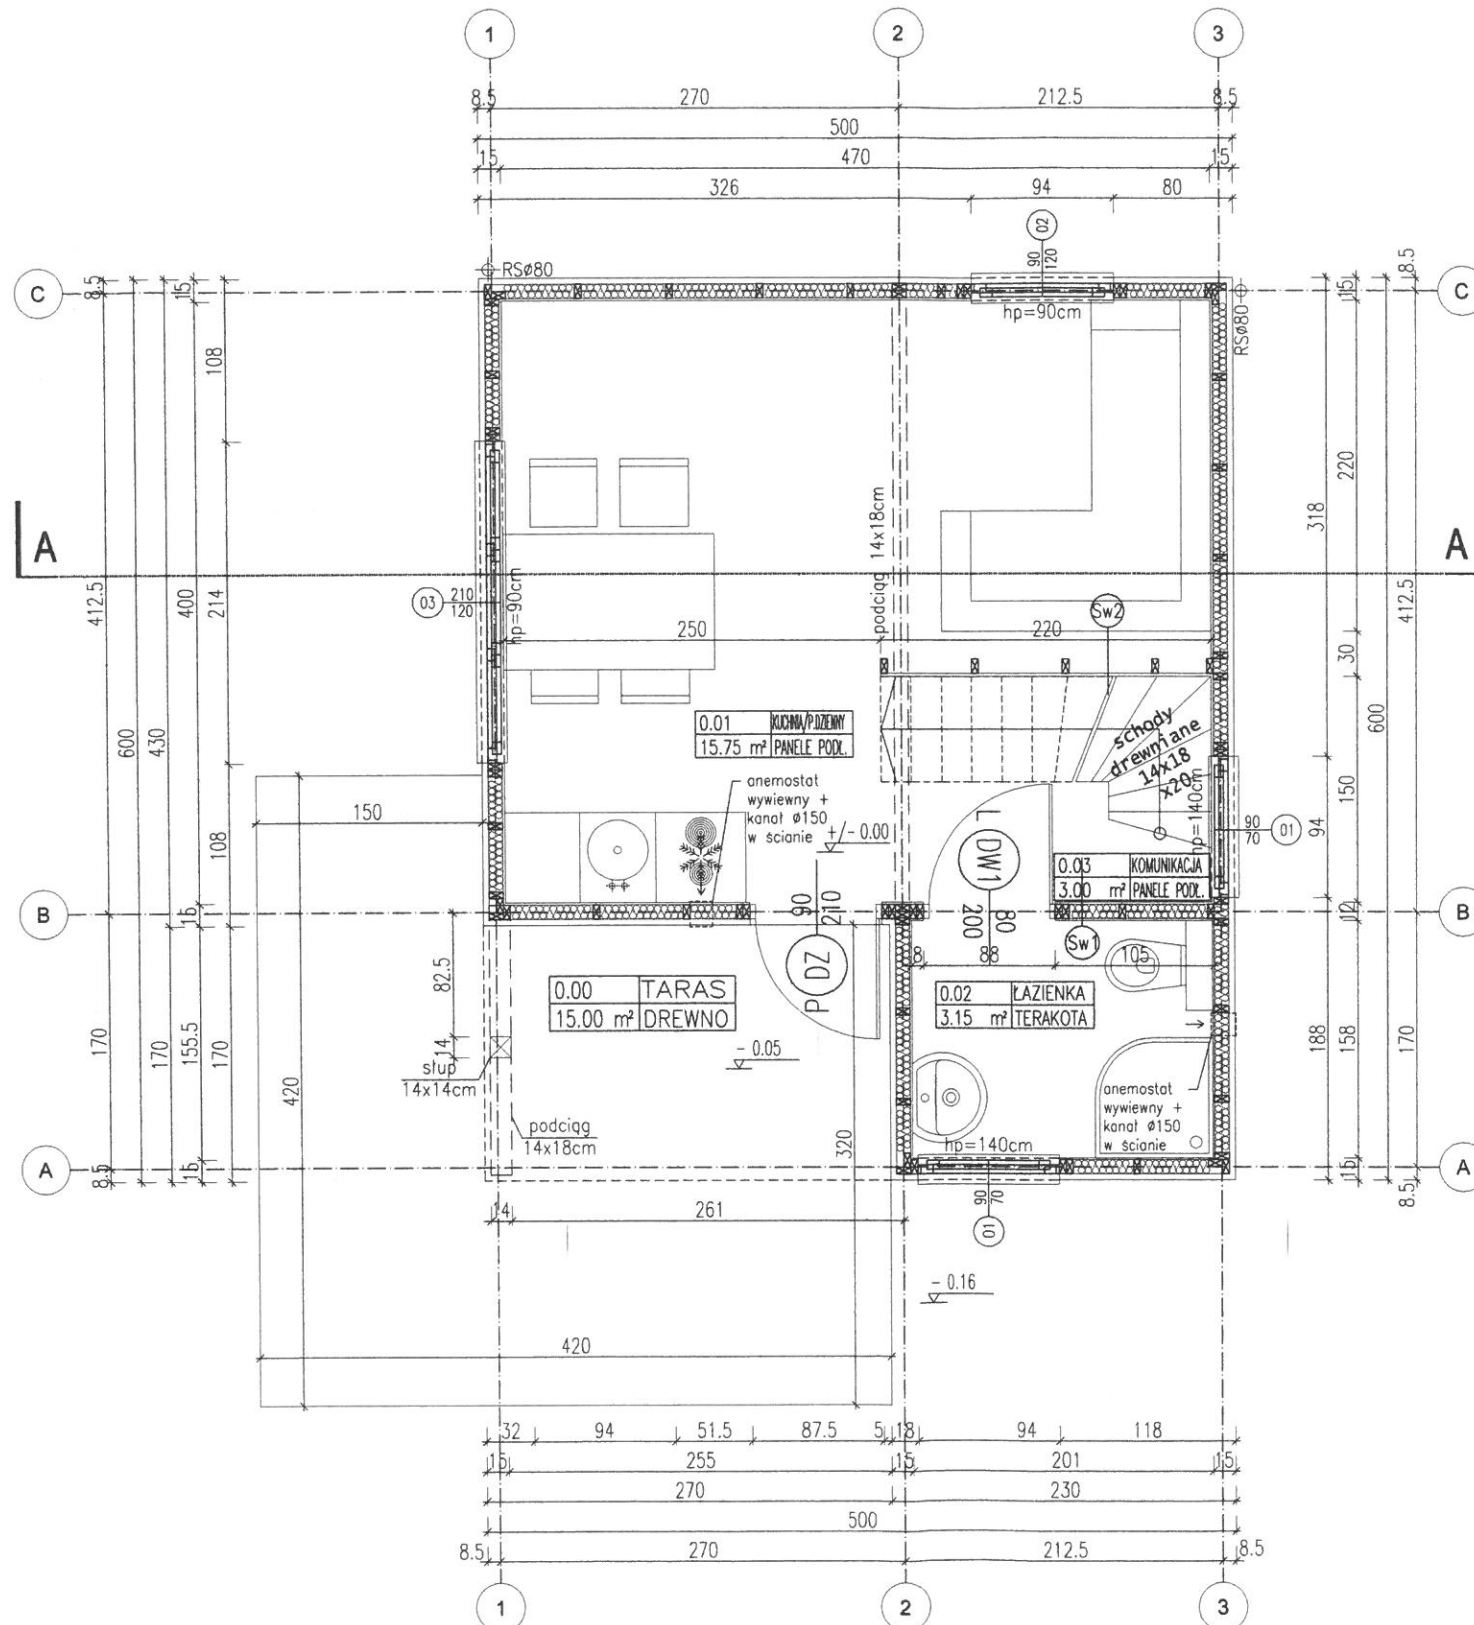 1
2
3
8.5
270
212.5
8.5
500
15
470
15
326
94
80
02
90
120
RSø80
hp=90cm
RSø80
C
C
8.5
15
108
412.5
600
430
400
214
A
A
03
210
120
hp=90cm
podciąg 14x18cm
250
220
Sw2
318
15
220
30
600
412.5
8.5
0.01 KUCHNIA/P.DZIENNY
15.75 m² PANELE PODŁ.
schody
drewniane
14x18
x20
hp=140cm
90
70
01
94
150
anemostat
wywiewny +
kanał ø150
w ścianie
+/- 0.00
150
108
L DW1
80
200
90
210
P DZ
0.03 KOMUNIKACJA
3.00 m² PANELE PODŁ.
B
B
15
12
Sw1
8
88
105
82.5
14
0.00 TARAS
15.00 m² DREWNO
0.02 ŁAZIENKA
3.15 m² TERAKOTA
- 0.05
słup
14x14cm
podciąg
14x18cm
170
170
155.5
170
420
320
188
158
170
anemostat
wywiewny +
kanał ø150
w ścianie
hp=140cm
A
A
8.5
15
15
8.5
90
70
01
14
261
- 0.16
420
32
94
51.5
87.5
5
18
94
118
15
255
15
201
15
270
230
500
8.5
270
212.5
8.5
1
2
3